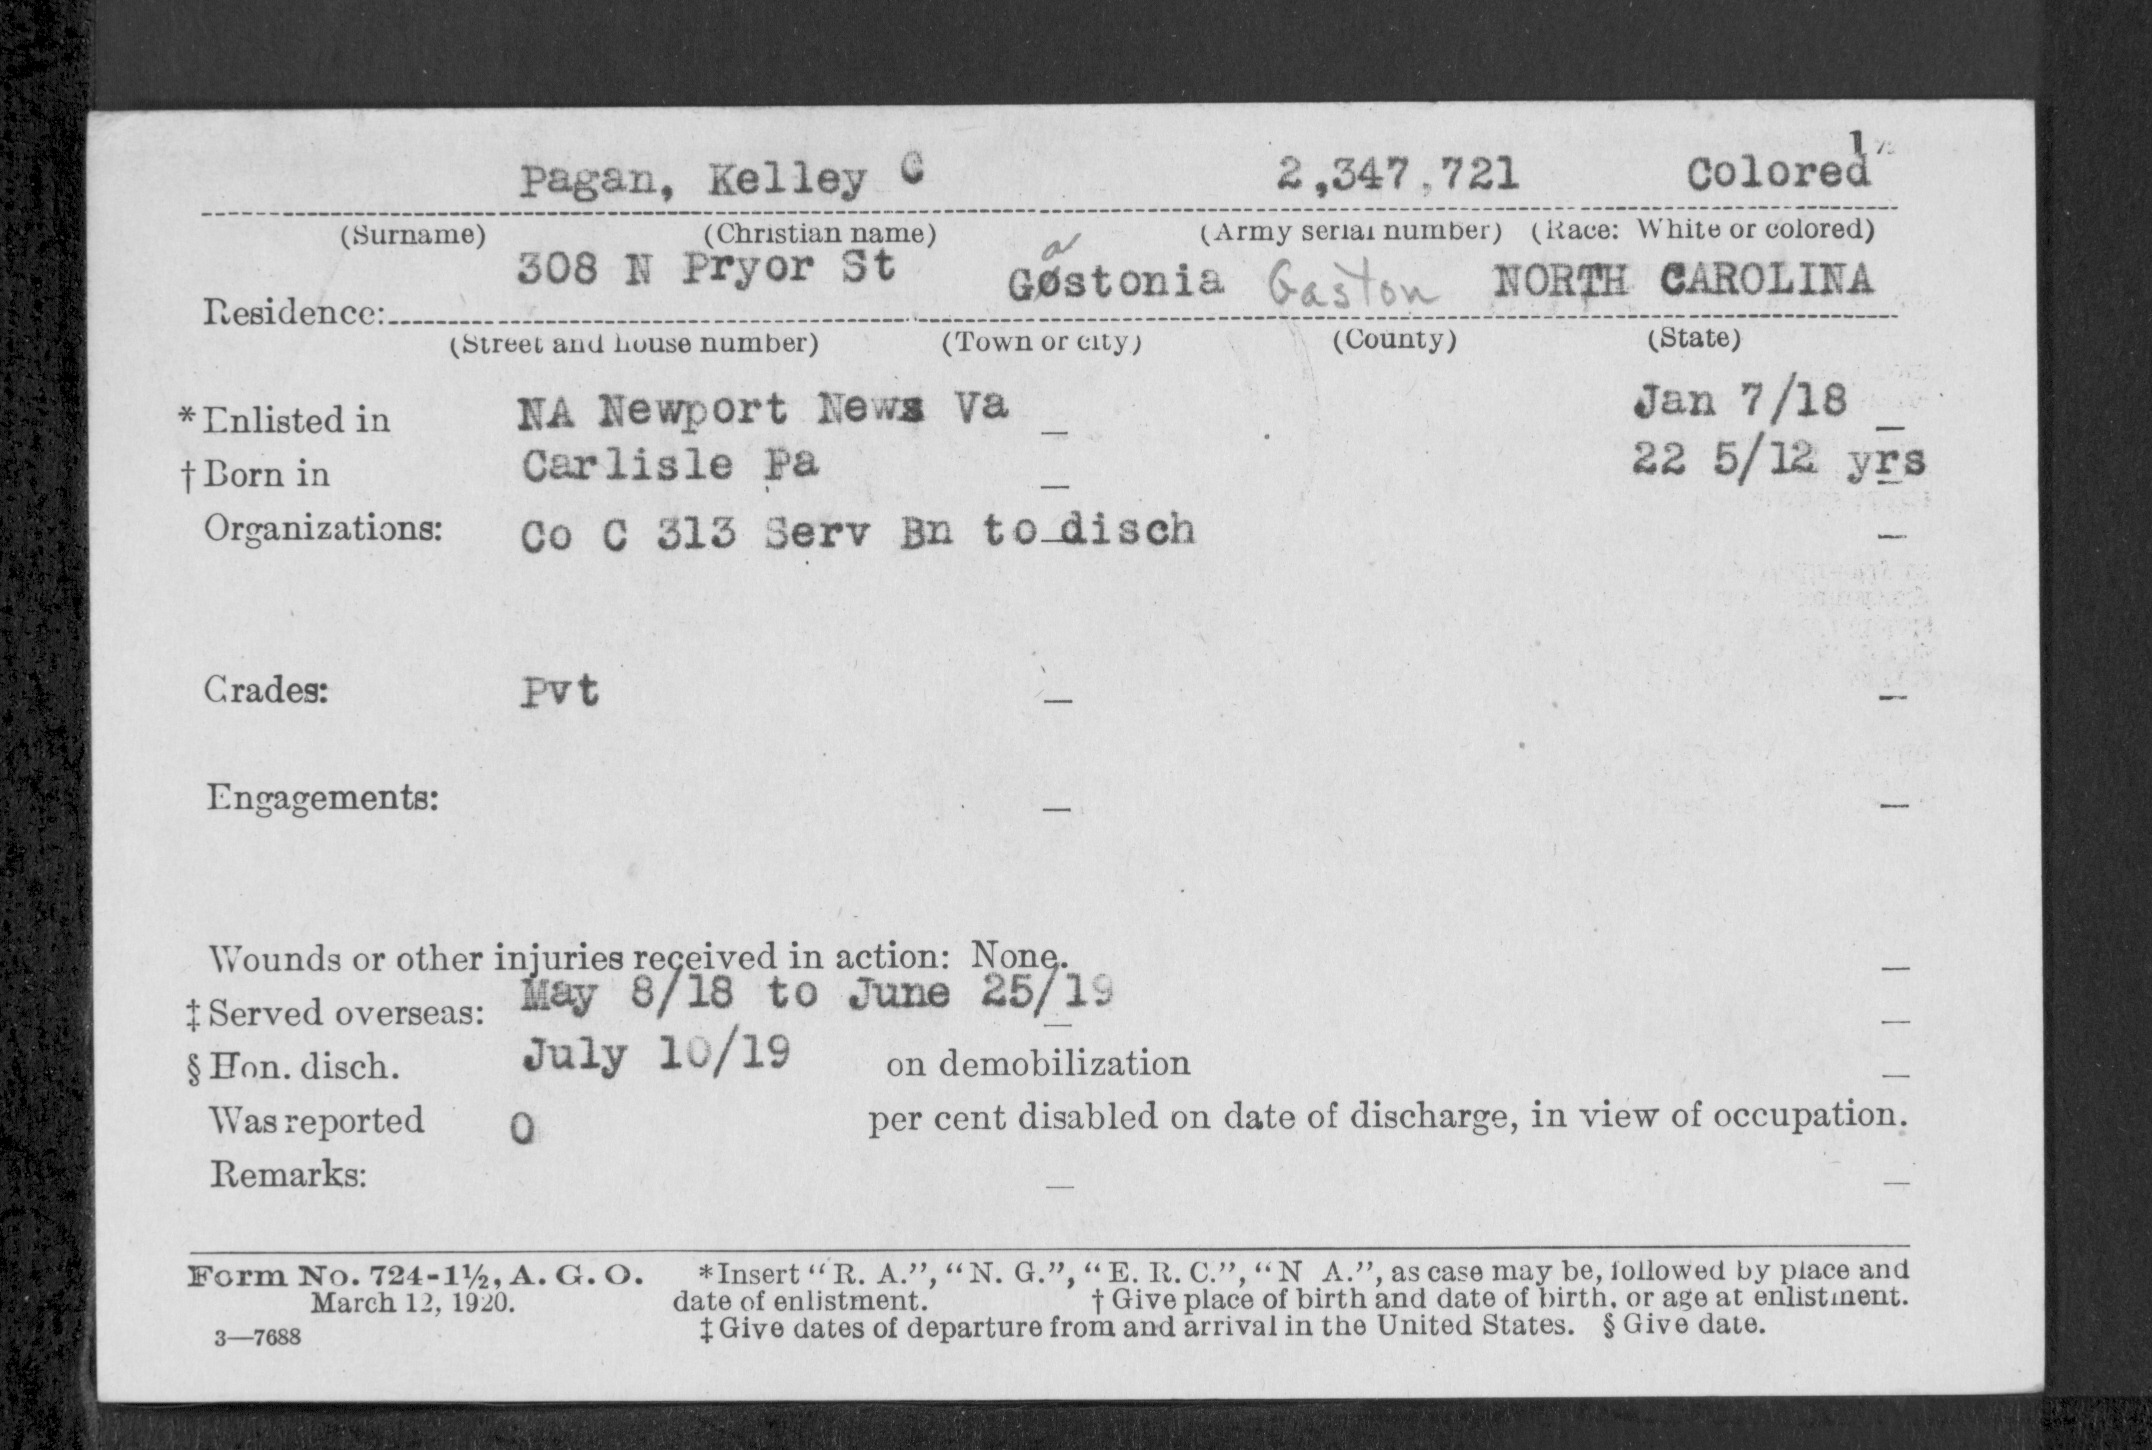 1
Pagan, Kelley C 2,347,721 Colored
(Surname) (Christian name) (Army serial number) (Race: White or colored)
308 N Pryor St Gostonia a Gaston NORTH CAROLINA
Residence:
(Street and house number) (Town or city) (County) (State)
*Enlisted in NA Newport News Va Jan 7/18
†Born in Carlisle Pa 22 5/12 yrs
Organizations: Co C 313 Serv Bn to disch
Grades: Pvt
Engagements:
Wounds or other injuries received in action: None.
‡Served overseas: May 8/18 to June 25/19
§Hon. disch. July 10/19 on demobilization
Was reported 0 per cent disabled on date of discharge, in view of occupation.
Remarks:
Form No. 724-1½, A. G. O. *Insert "R. A.", "N. G.", "E. R. C.", "N A.", as case may be, followed by place and
March 12, 1920. date of enlistment. †Give place of birth and date of birth, or age at enlistment.
3—7688 ‡Give dates of departure from and arrival in the United States. §Give date.